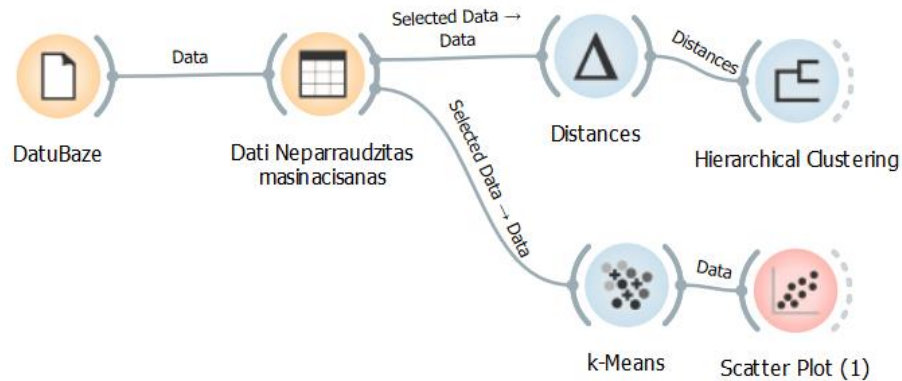 Selected Data →
Data
Data
Distances
DatuBaze
Dati Neparraudzitas
masinacisanas
Distances
Hierarchical Clustering
Selected Data → Data
Data
k-Means
Scatter Plot (1)